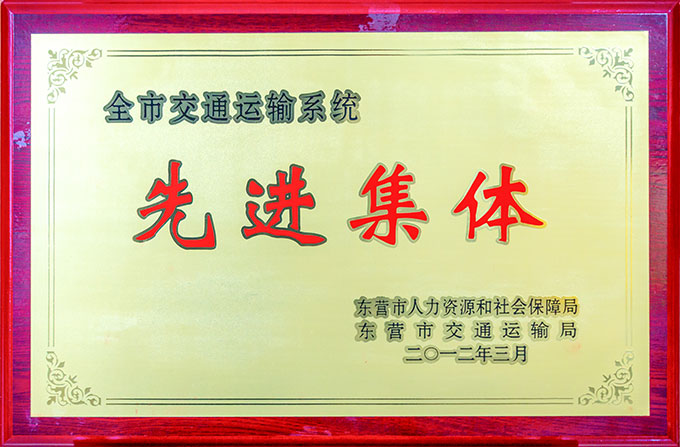 全市交通运输系统
先进集体
东营市人力资源和社会保障局
东营市交通运输局
二〇一二年三月